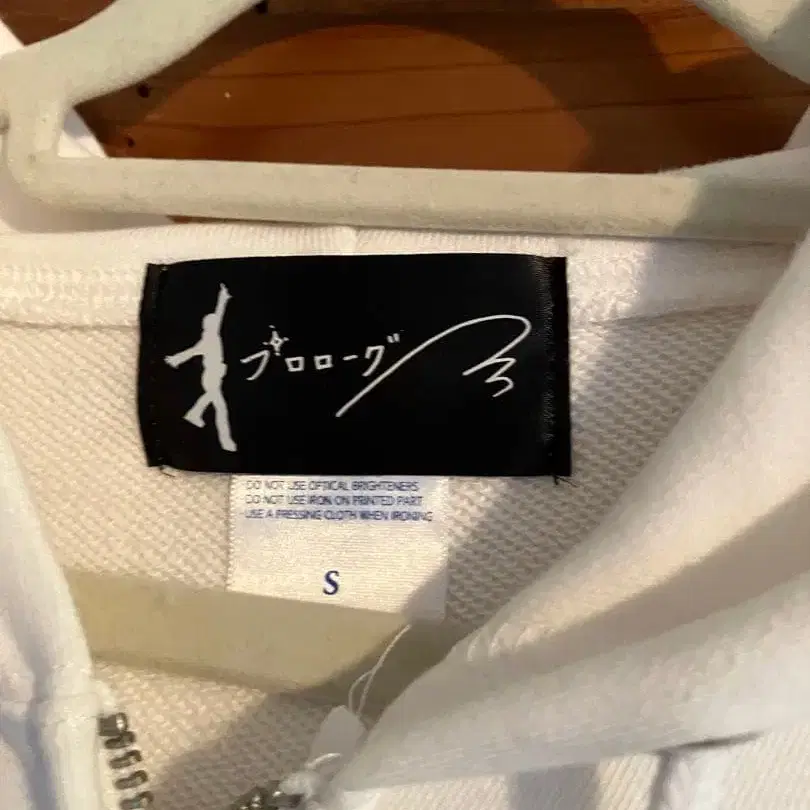 プロローグ
DO NOT USE OPTICAL BRIGHTENERS
DO NOT USE IRON ON PRINTED PART
USE A PRESSING CLOTH WHEN IRONING
S